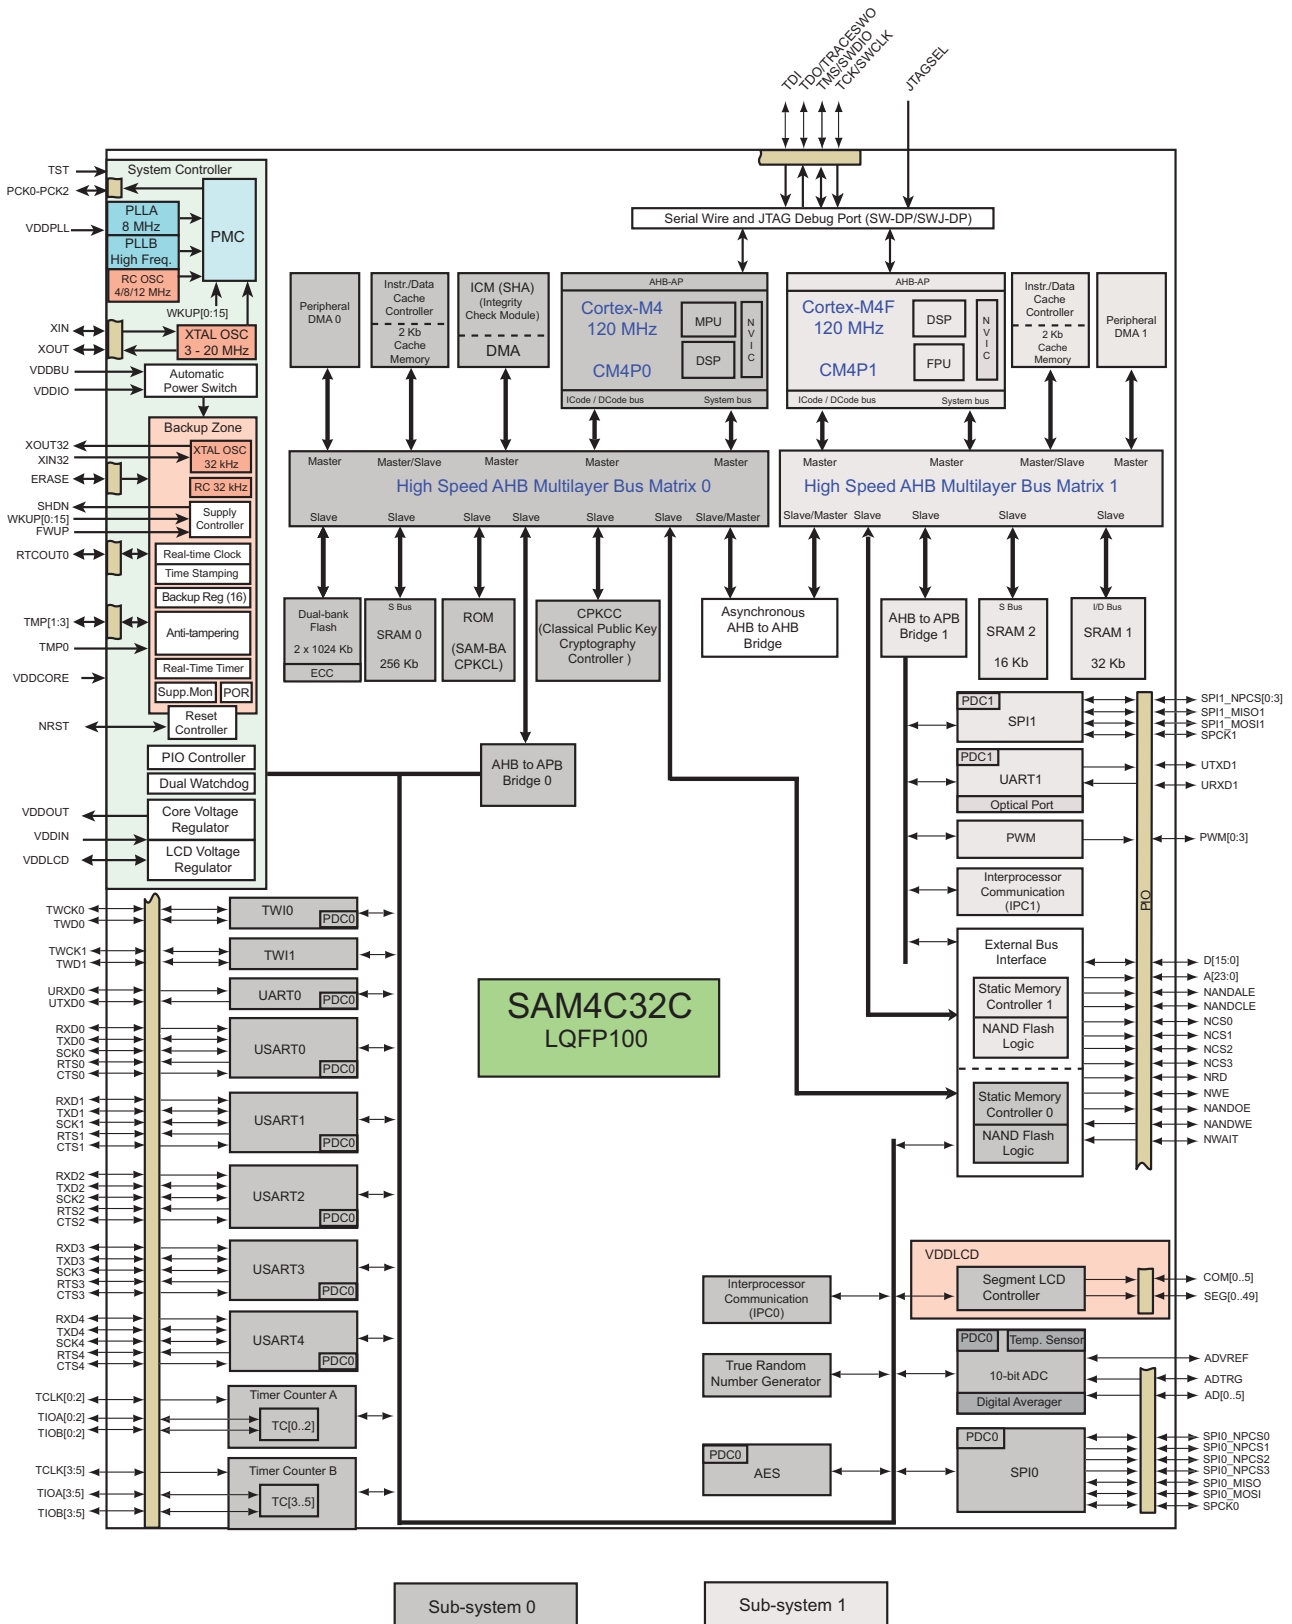 TDI
TDO/TRACESWO
TMS/SWDIO
TCK/SWCLK
JTAGSEL
TST
PCK0-PCK2
VDDPLL
XIN
XOUT
VDDBU
VDDIO
XOUT32
XIN32
ERASE
SHDN
WKUP[0:15]
FWUP
RTCOUT0
TMP[1:3]
TMP0
VDDCORE
NRST
VDDOUT
VDDIN
VDDLCD
System Controller
PLLA
8 MHz
PLLB
High Freq.
RC OSC
4/8/12 MHz
PMC
WKUP[0:15]
XTAL OSC
3 - 20 MHz
Automatic
Power Switch
Backup Zone
XTAL OSC
32 kHz
RC 32 kHz
Supply
Controller
Real-time Clock
Time Stamping
Backup Reg (16)
Anti-tampering
Real-Time Timer
Supp.Mon
POR
Reset
Controller
PIO Controller
Dual Watchdog
Core Voltage
Regulator
LCD Voltage
Regulator
Serial Wire and JTAG Debug Port (SW-DP/SWJ-DP)
Peripheral
DMA 0
Instr./Data
Cache
Controller
2 Kb
Cache
Memory
ICM (SHA)
(Integrity
Check Module)
DMA
AHB-AP
Cortex-M4
120 MHz
CM4P0
MPU
DSP
N
V
I
C
ICode / DCode bus
System bus
AHB-AP
Cortex-M4F
120 MHz
CM4P1
DSP
FPU
N
V
I
C
ICode / DCode bus
System bus
Instr./Data
Cache
Controller
2 Kb
Cache
Memory
Peripheral
DMA 1
Master
Master/Slave
Master
Master
Master
High Speed AHB Multilayer Bus Matrix 0
Slave
Slave
Slave
Slave
Slave
Slave
Slave/Master
Master
Master
Master/Slave
Master
High Speed AHB Multilayer Bus Matrix 1
Slave/Master
Slave
Slave
Slave
Slave
Dual-bank
Flash
2 x 1024 Kb
ECC
S Bus
SRAM 0
256 Kb
ROM
(SAM-BA
CPKCL)
CPKCC
(Classical Public Key
Cryptography
Controller )
Asynchronous
AHB to AHB
Bridge
AHB to APB
Bridge 1
S Bus
SRAM 2
16 Kb
I/D Bus
SRAM 1
32 Kb
AHB to APB
Bridge 0
PDC1
SPI1
PDC1
UART1
Optical Port
PWM
Interprocessor
Communication
(IPC1)
External Bus
Interface
Static Memory
Controller 1
NAND Flash
Logic
Static Memory
Controller 0
NAND Flash
Logic
PIO
SPI1_NPCS[0:3]
SPI1_MISO1
SPI1_MOSI1
SPCK1
UTXD1
URXD1
PWM[0:3]
D[15:0]
A[23:0]
NANDALE
NANDCLE
NCS0
NCS1
NCS2
NCS3
NRD
NWE
NANDOE
NANDWE
NWAIT
TWCK0
TWD0
TWI0
PDC0
TWCK1
TWD1
TWI1
URXD0
UTXD0
UART0
PDC0
RXD0
TXD0
SCK0
RTS0
CTS0
USART0
PDC0
RXD1
TXD1
SCK1
RTS1
CTS1
USART1
PDC0
RXD2
TXD2
SCK2
RTS2
CTS2
USART2
PDC0
RXD3
TXD3
SCK3
RTS3
CTS3
USART3
PDC0
RXD4
TXD4
SCK4
RTS4
CTS4
USART4
PDC0
TCLK[0:2]
TIOA[0:2]
TIOB[0:2]
Timer Counter A
TC[0..2]
TCLK[3:5]
TIOA[3:5]
TIOB[3:5]
Timer Counter B
TC[3..5]
SAM4C32C
LQFP100
Interprocessor
Communication
(IPC0)
True Random
Number Generator
PDC0
AES
VDDLCD
Segment LCD
Controller
COM[0..5]
SEG[0..49]
PDC0
Temp. Sensor
10-bit ADC
Digital Averager
ADVREF
ADTRG
AD[0..5]
PDC0
SPI0
SPI0_NPCS0
SPI0_NPCS1
SPI0_NPCS2
SPI0_NPCS3
SPI0_MISO
SPI0_MOSI
SPCK0
Sub-system 0
Sub-system 1